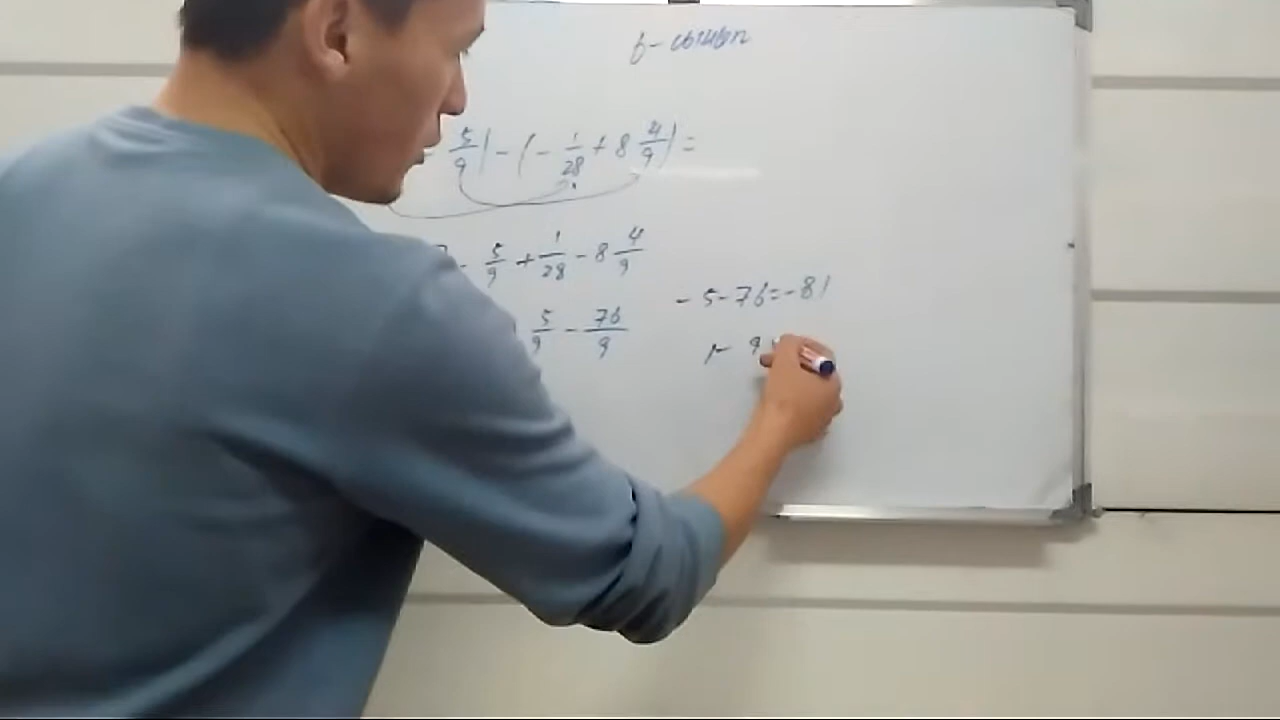 6-сынып
- 5/9) - (- 1/28 + 8 4/9) =
- 5/9 + 1/28 - 8 4/9
5/9 - 76/9
- 5 - 76 = - 81
9